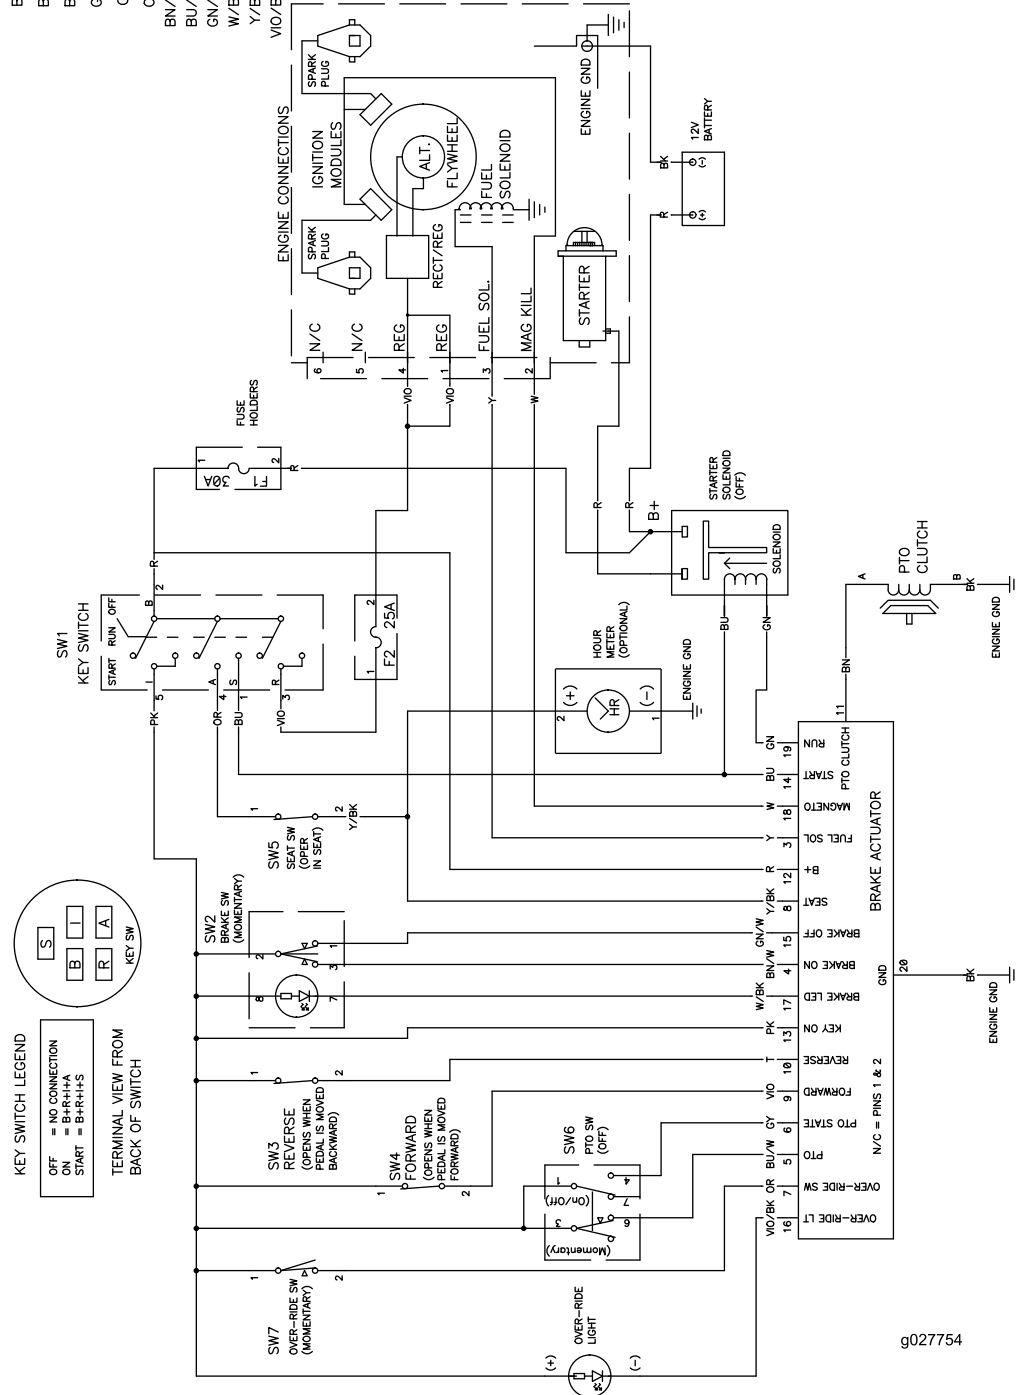 B
B
B
G
O
O
BN/
BU/
GN/
W/B
Y/B
VIO/B
ENGINE CONNECTIONS
SPARK
PLUG
IGNITION
MODULES
SPARK
PLUG
ALT.
FLYWHEEL
RECT/REG
FUEL
SOLENOID
ENGINE GND
STARTER
12V
BATTERY
BK
(-)
R
(+)
6 N/C
5 N/C
4 REG
1 REG
3 FUEL SOL.
2 MAG KILL
VIO
VIO
Y
W
FUSE
HOLDERS
1
30A
F1
2
R
R
R
B+
STARTER
SOLENOID
(OFF)
SOLENOID
BU
GN
SW1
KEY SWITCH
START RUN OFF
R
B
2
I
5
A
4
S
1
R
3
PK
OR
BU
VIO
F2 25A
1
2
HOUR
METER
(OPTIONAL)
2
(+)
HR
1
(-)
ENGINE GND
PTO
CLUTCH
A
B
BK
ENGINE GND
BN
11
PTO CLUTCH
SW5
SEAT SW
(OPER
IN SEAT)
1
2
Y/BK
SW2
BRAKE SW
(MOMENTARY)
2
1
3
8
7
SW3
REVERSE
(OPENS WHEN
PEDAL IS MOVED
BACKWARD)
1
2
SW4
FORWARD
(OPENS WHEN
PEDAL IS MOVED
FORWARD)
1
2
SW6
PTO SW
(OFF)
1
4
7
(On/Off)
3
6
(Momentary)
SW7
OVER-RIDE SW
(MOMENTARY)
1
2
OVER-RIDE
LIGHT
(+)
(-)
BRAKE ACTUATOR
GN 19 RUN
BU 14 START
W 18 MAGNETO
Y 3 FUEL SOL
R 12 B+
Y/BK 8 SEAT
GN/W 15 BRAKE OFF
BN/W 4 BRAKE ON
W/BK 17 BRAKE LED
PK 13 KEY ON
T 10 REVERSE
VIO 9 FORWARD
GY 6 PTO STATE
BU/W 5 PTO
OR 7 OVER-RIDE SW
VIO/BK 16 OVER-RIDE LT
N/C = PINS 1 & 2
GND
20
BK
ENGINE GND
KEY SWITCH LEGEND
OFF = NO CONNECTION
ON = B+R+I+A
START = B+R+I+S
TERMINAL VIEW FROM
BACK OF SWITCH
S
B I
R A
KEY SW
g027754